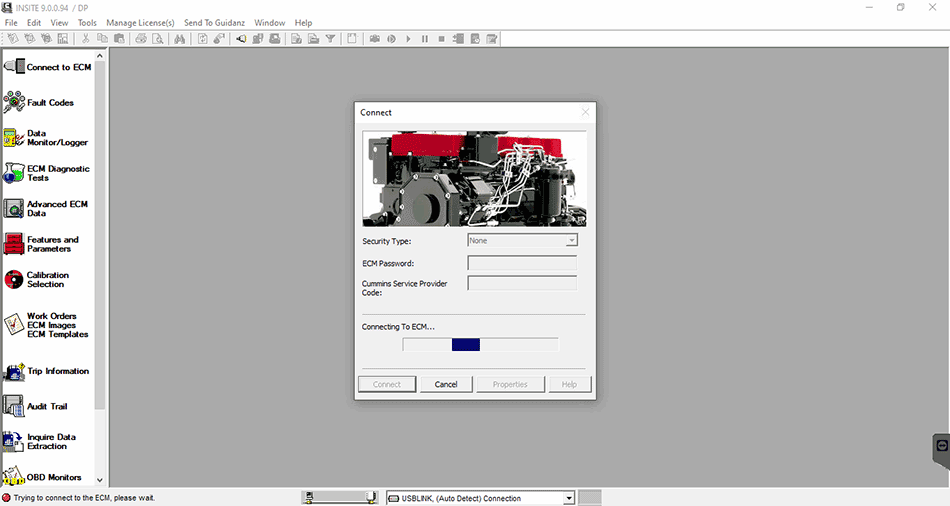 INSITE 9.0.0.94 / DP
File Edit View Tools Manage License(s) Send To Guidanz Window Help
Connect to ECM
Fault Codes
Data
Monitor/Logger
ECM Diagnostic
Tests
Advanced ECM
Data
Features and
Parameters
Calibration
Selection
Work Orders
ECM Images
ECM Templates
Trip Information
Audit Trail
Inquire Data
Extraction
OBD Monitors
Connect
Security Type: None
ECM Password:
Cummins Service Provider
Code:
Connecting To ECM...
Connect Cancel Properties Help
Trying to connect to the ECM, please wait.
USBLINK, (Auto Detect) Connection